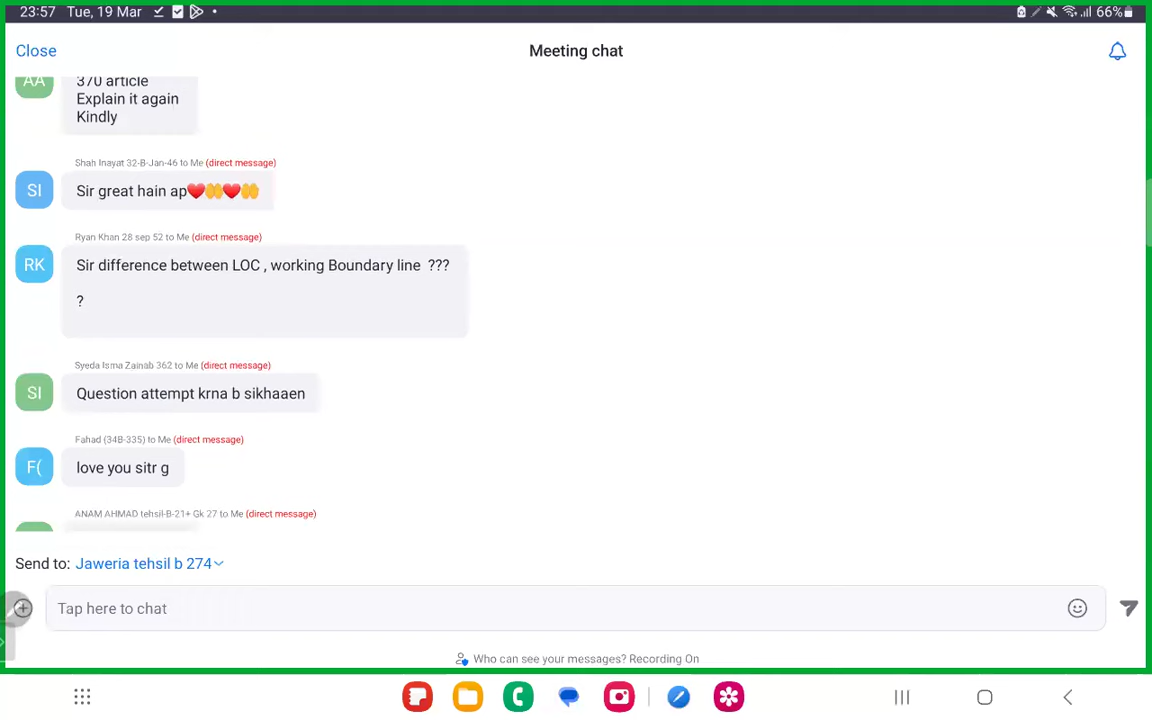 23:57 Tue, 19 Mar
66%
Close
Meeting chat
AA
370 article
Explain it again
Kindly
Shah Inayat 32-B-Jan-46 to Me (direct message)
SI
Sir great hain ap❤️🤲❤️🤲
Ryan Khan 28 sep 52 to Me (direct message)
RK
Sir difference between LOC , working Boundary line ???
?
Syeda Isma Zainab 362 to Me (direct message)
SI
Question attempt krna b sikhaaen
Fahad (34B-335) to Me (direct message)
F(
love you sitr g
ANAM AHMAD tehsil-B-21+ Gk 27 to Me (direct message)
Send to: Jaweria tehsil b 274
Tap here to chat
Who can see your messages? Recording On